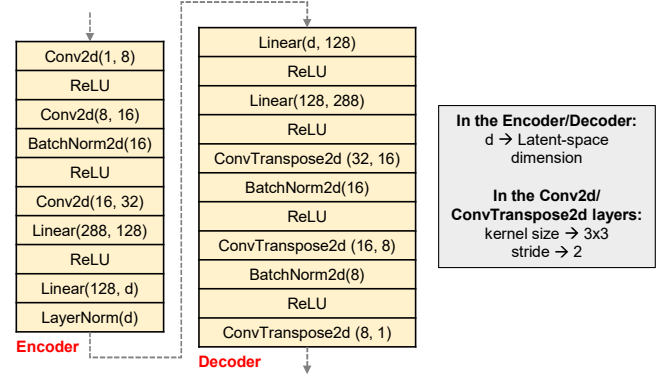 Conv2d(1, 8)
ReLU
Conv2d(8, 16)
BatchNorm2d(16)
ReLU
Conv2d(16, 32)
Linear(288, 128)
ReLU
Linear(128, d)
LayerNorm(d)
Encoder
Linear(d, 128)
ReLU
Linear(128, 288)
ReLU
ConvTranspose2d (32, 16)
BatchNorm2d(16)
ReLU
ConvTranspose2d (16, 8)
BatchNorm2d(8)
ReLU
ConvTranspose2d (8, 1)
Decoder
In the Encoder/Decoder:
d → Latent-space
dimension
In the Conv2d/
ConvTranspose2d layers:
kernel size → 3x3
stride → 2